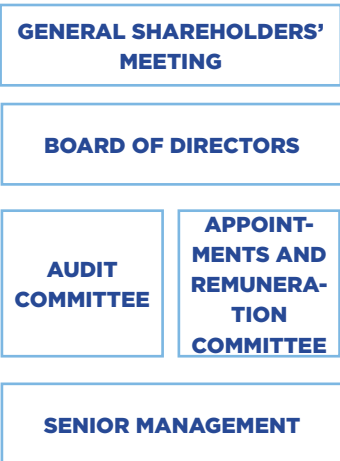 GENERAL SHAREHOLDERS’
MEETING
BOARD OF DIRECTORS
AUDIT
COMMITTEE
APPOINT-
MENTS AND
REMUNERA-
TION
COMMITTEE
SENIOR MANAGEMENT